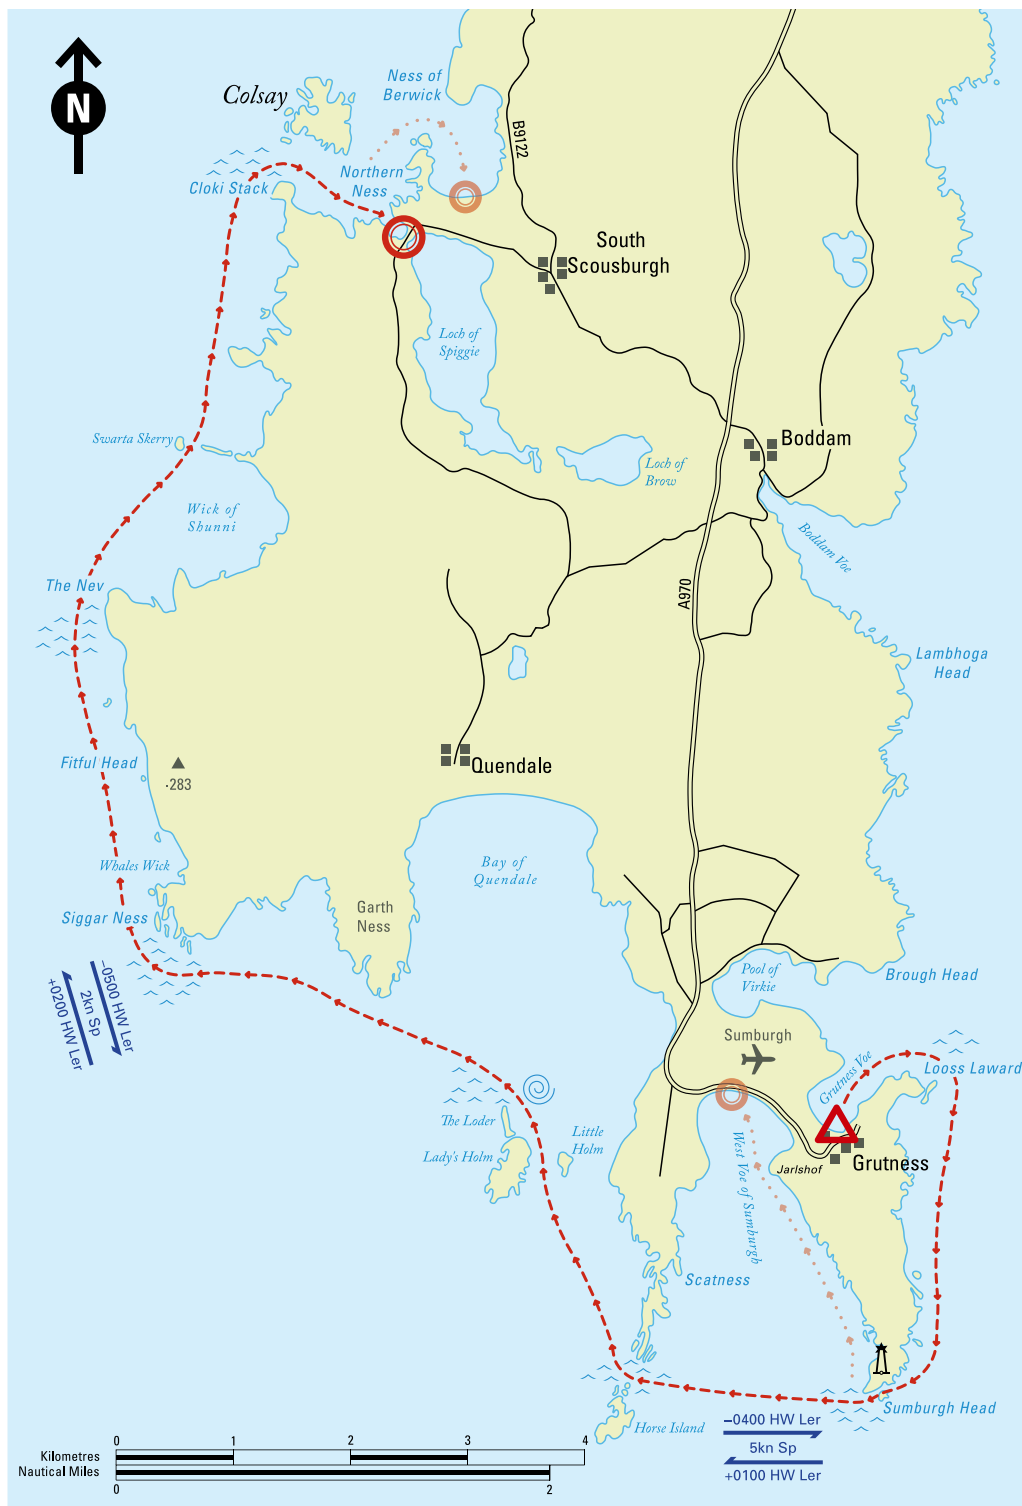 N
Colsay
Ness of
Berwick
B9122
Cloki Stack
Northern
Ness
South
Scousburgh
Loch of
Spiggie
Swarta Skerry
Boddam
Loch of
Brow
Wick of
Shunni
Boddam Voe
The Nev
A970
Lambhoga
Head
Fitful Head
·283
Quendale
Whales Wick
Bay of
Quendale
Siggar Ness
Garth
Ness
Pool of
Virkie
Brough Head
–0500 HW Ler
2kn Sp
+0200 HW Ler
Sumburgh
Grutness Voe
Looss Laward
The Loder
Little
Holm
Lady's Holm
West Voe of Sumburgh
Jarlshof
Grutness
Scatness
Sumburgh Head
Horse Island
–0400 HW Ler
5kn Sp
+0100 HW Ler
0 1 2 3 4
Kilometres
Nautical Miles
0 2